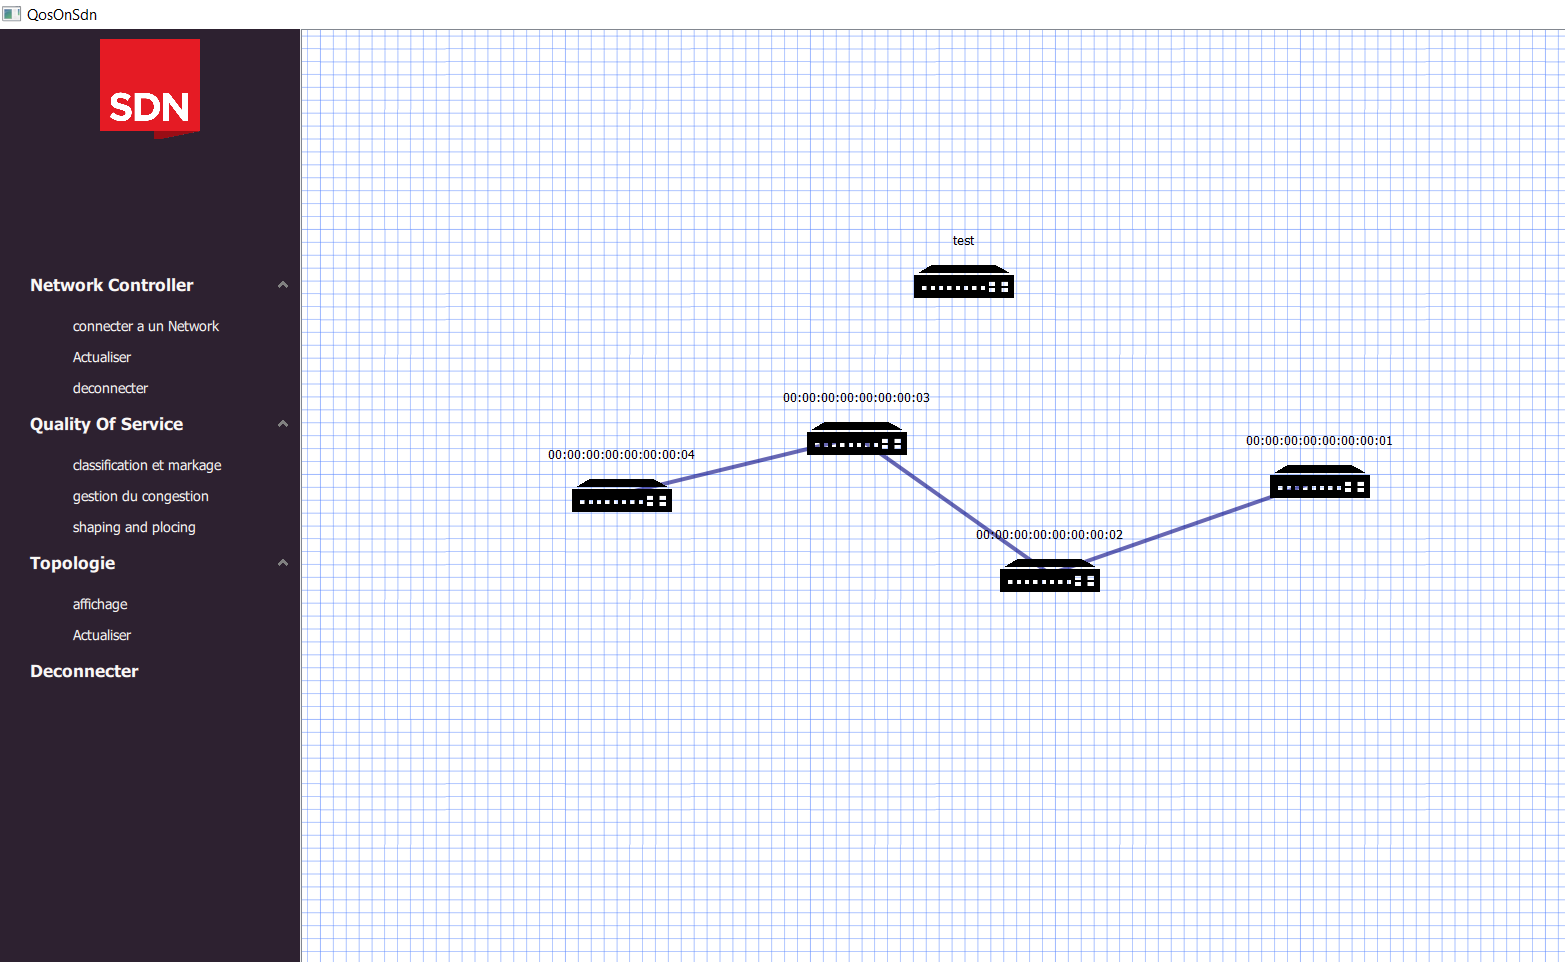 QosOnSdn
SDN
Network Controller
connecter a un Network
Actualiser
deconnecter
Quality Of Service
classification et markage
gestion du congestion
shaping and plocing
Topologie
affichage
Actualiser
Deconnecter
test
00:00:00:00:00:00:00:03
00:00:00:00:00:00:00:01
00:00:00:00:00:00:00:04
00:00:00:00:00:00:00:02